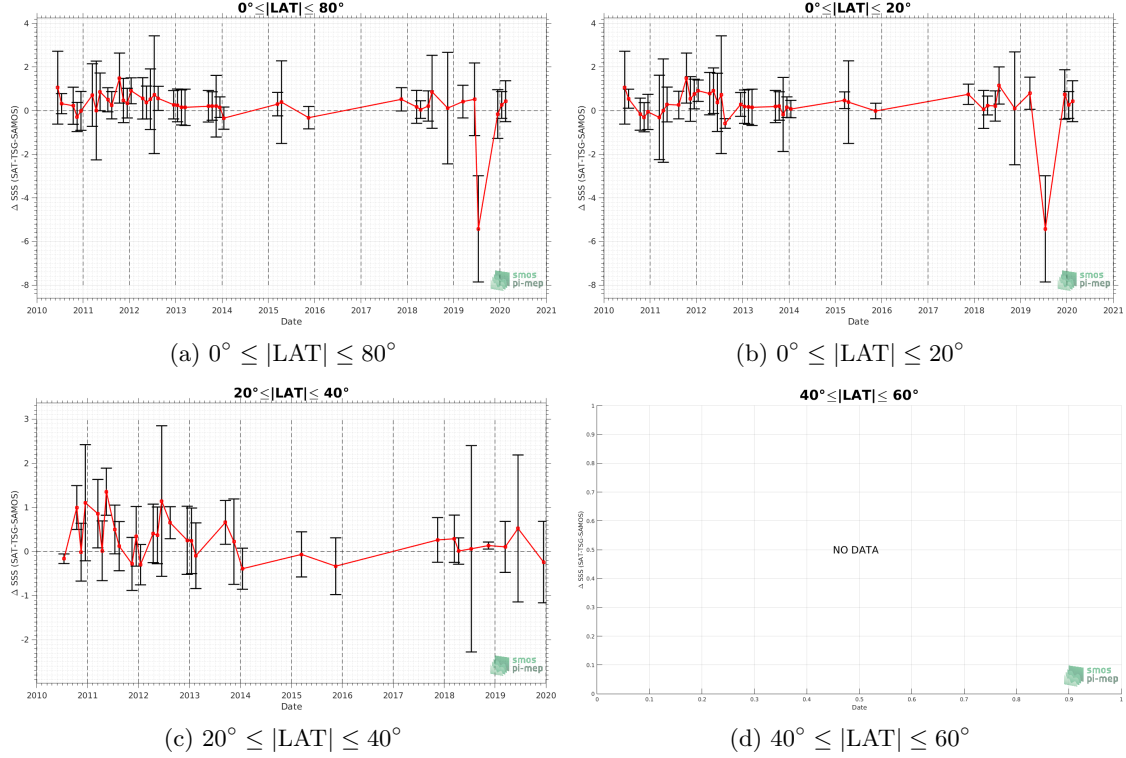 0°≤|LAT|≤ 80°
4
2
0
-2
-4
-6
-8
Δ SSS (SAT-TSG-SAMOS)
2010 2011 2012 2013 2014 2015 2016 2017 2018 2019 2020 2021
Date
smos
pi-mep
(a) 0° ≤ |LAT| ≤ 80°
0°≤|LAT|≤ 20°
4
2
0
-2
-4
-6
-8
Δ SSS (SAT-TSG-SAMOS)
2010 2011 2012 2013 2014 2015 2016 2017 2018 2019 2020 2021
Date
smos
pi-mep
(b) 0° ≤ |LAT| ≤ 20°
20°≤|LAT|≤ 40°
3
2
1
0
-1
-2
Δ SSS (SAT-TSG-SAMOS)
2010 2011 2012 2013 2014 2015 2016 2017 2018 2019 2020
Date
smos
pi-mep
(c) 20° ≤ |LAT| ≤ 40°
40°≤|LAT|≤ 60°
1
0.9
0.8
0.7
0.6
0.5
0.4
0.3
0.2
0.1
0
Δ SSS (SAT-TSG-SAMOS)
NO DATA
0 0.1 0.2 0.3 0.4 0.5 0.6 0.7 0.8 0.9 1
Date
smos
pi-mep
(d) 40° ≤ |LAT| ≤ 60°